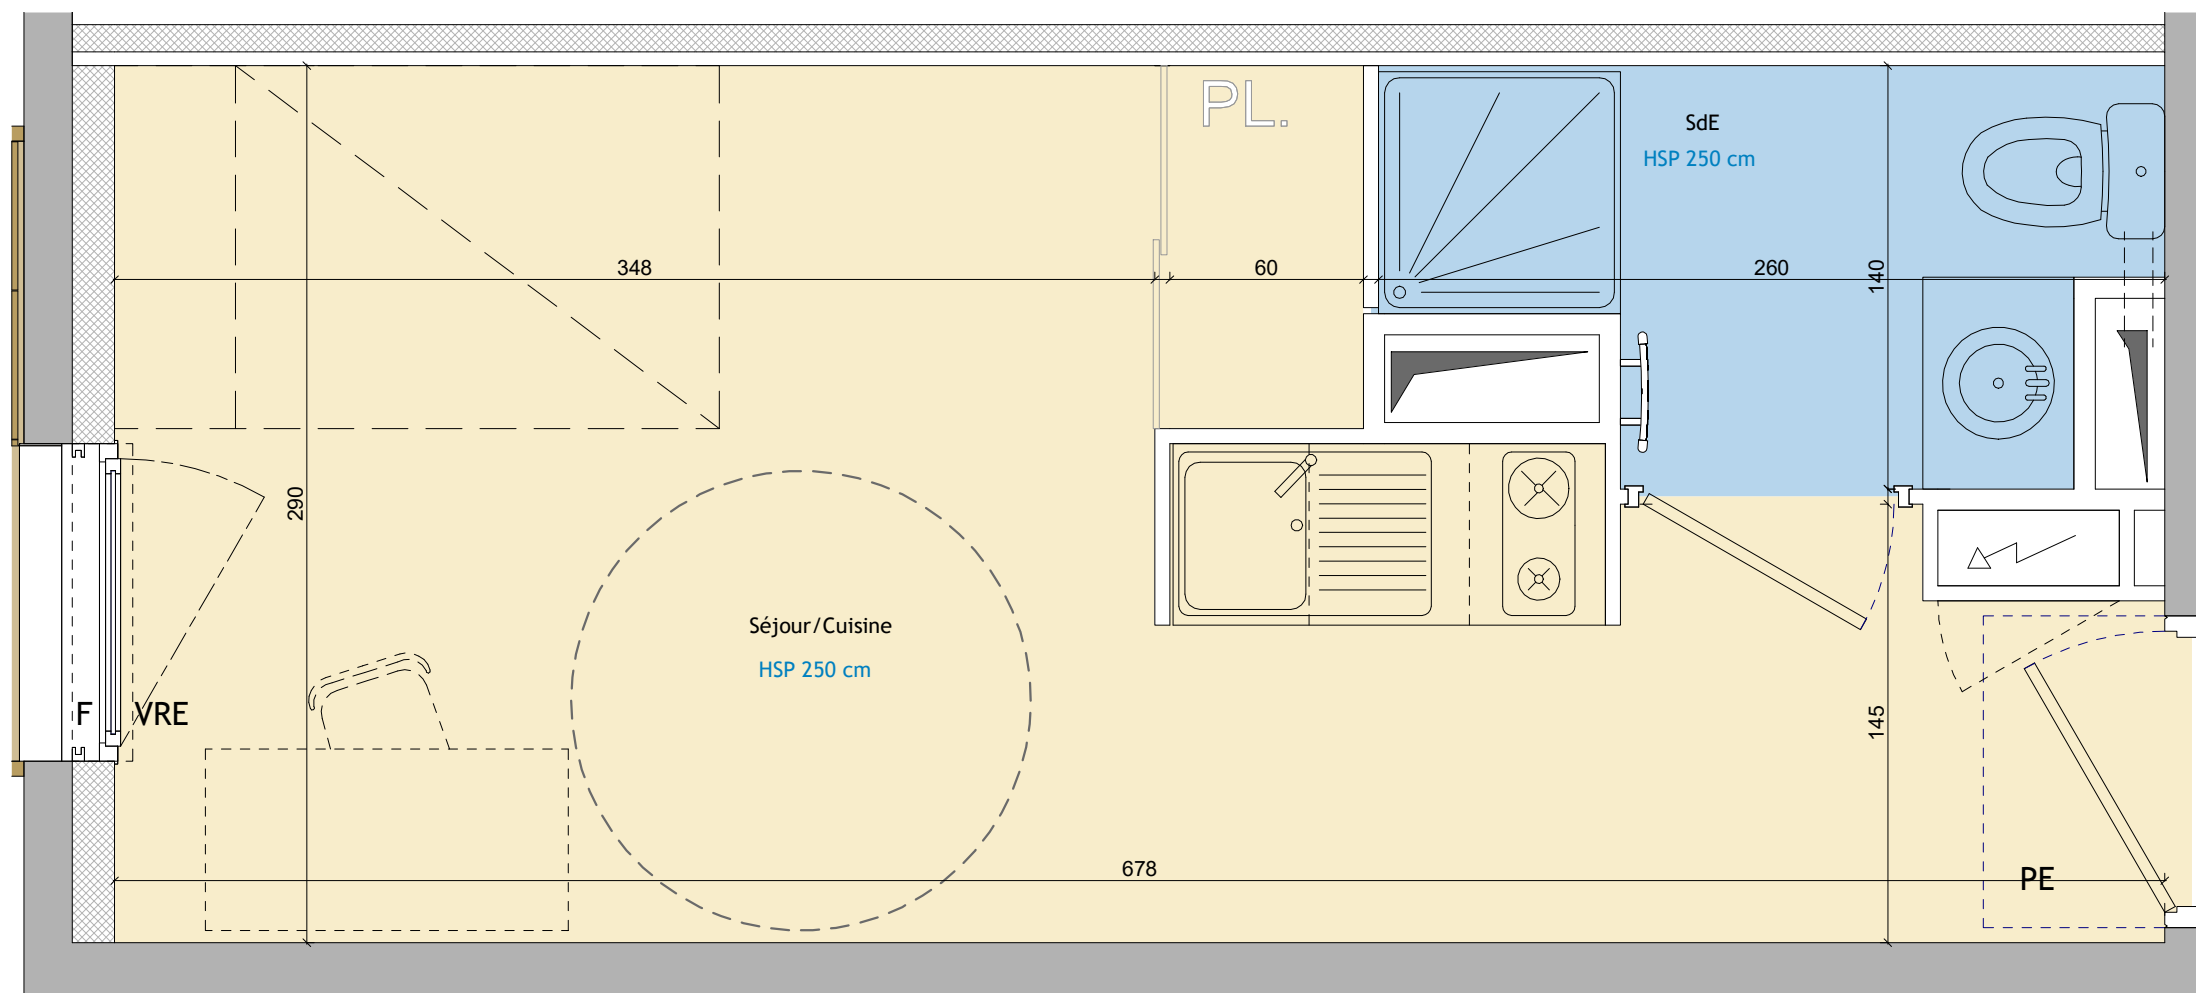 PL.
SdE
HSP 250 cm
348
60
260
140
290
Séjour/Cuisine
HSP 250 cm
F
VRE
145
678
PE